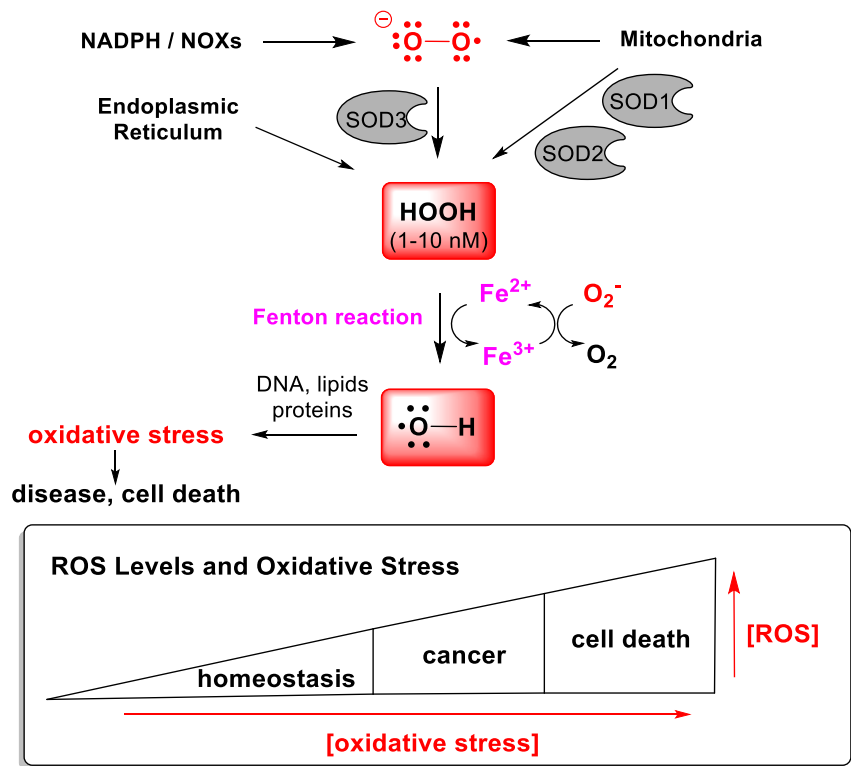 NADPH / NOXs
⊖
O—O
Mitochondria
Endoplasmic
Reticulum
SOD3
SOD1
SOD2
HOOH
(1-10 nM)
Fenton reaction
Fe²⁺
O₂⁻
Fe³⁺
O₂
DNA, lipids
proteins
O—H
oxidative stress
disease, cell death
ROS Levels and Oxidative Stress
homeostasis
cancer
cell death
[ROS]
[oxidative stress]